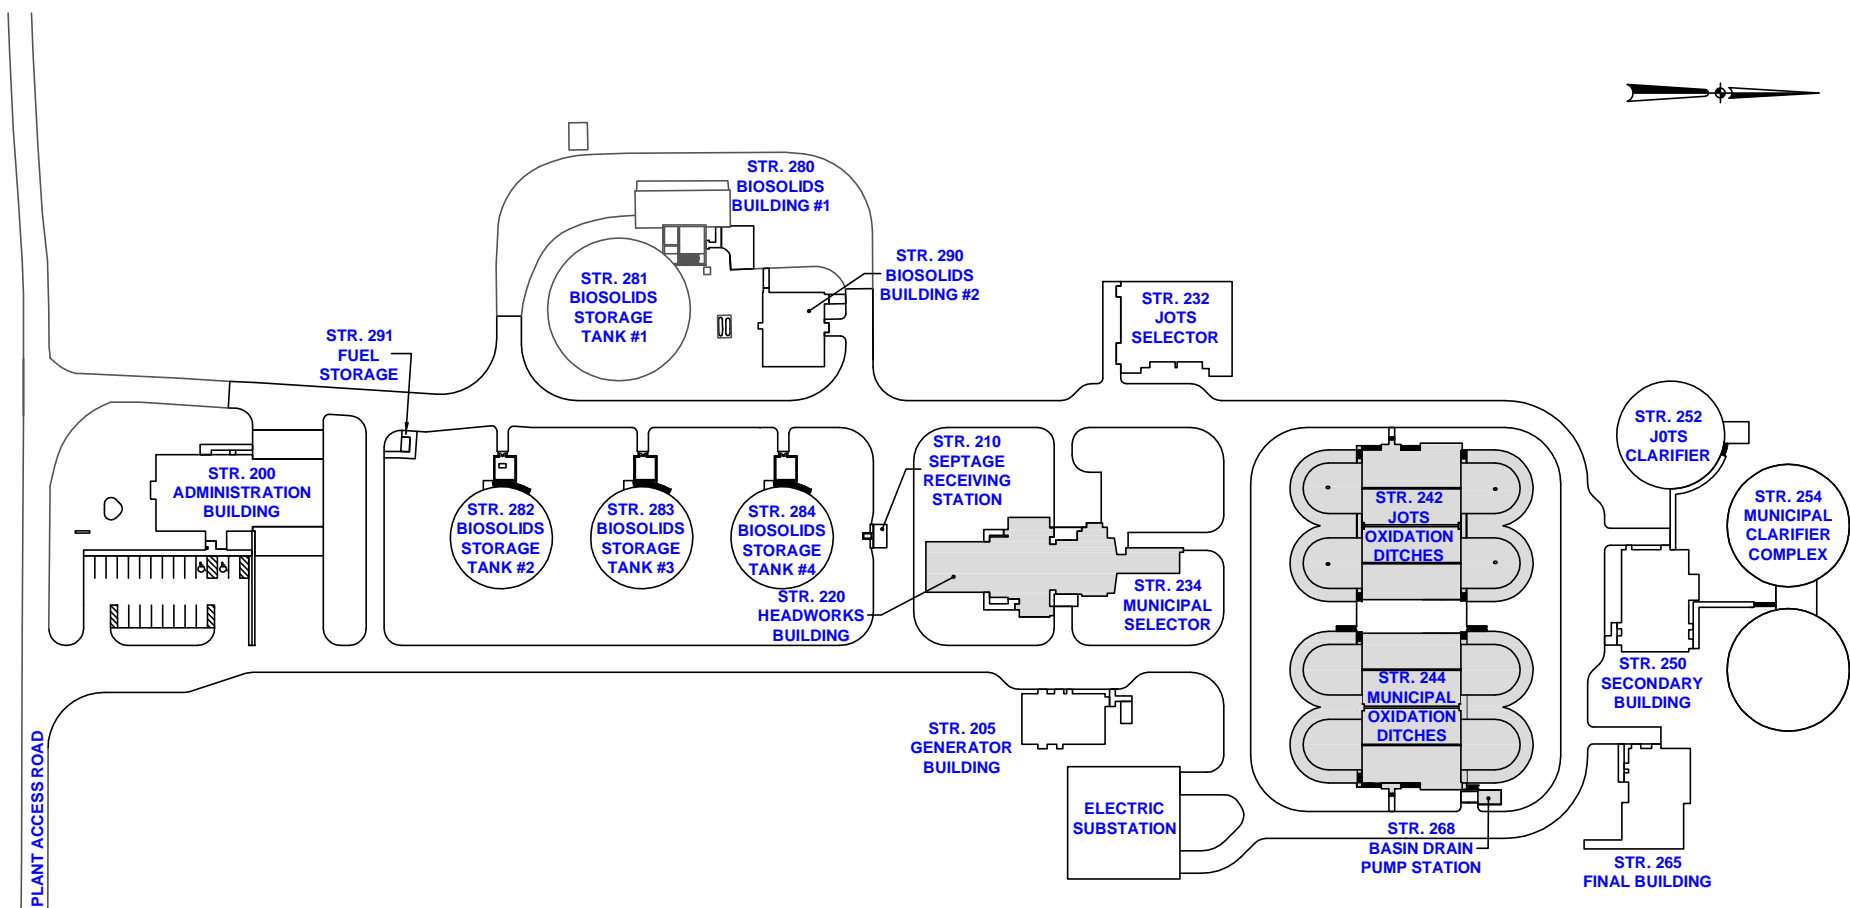 STR. 280
BIOSOLIDS
BUILDING #1
STR. 290
BIOSOLIDS
BUILDING #2
STR. 281
BIOSOLIDS
STORAGE
TANK #1
STR. 232
JOTS
SELECTOR
STR. 291
FUEL
STORAGE
STR. 252
J0TS
CLARIFIER
STR. 210
SEPTAGE
RECEIVING
STATION
STR. 200
ADMINISTRATION
BUILDING
STR. 282
BIOSOLIDS
STORAGE
TANK #2
STR. 283
BIOSOLIDS
STORAGE
TANK #3
STR. 284
BIOSOLIDS
STORAGE
TANK #4
STR. 242
JOTS
OXIDATION
DITCHES
STR. 254
MUNICIPAL
CLARIFIER
COMPLEX
STR. 220
HEADWORKS
BUILDING
STR. 234
MUNICIPAL
SELECTOR
STR. 250
SECONDARY
BUILDING
STR. 244
MUNICIPAL
OXIDATION
DITCHES
STR. 205
GENERATOR
BUILDING
ELECTRIC
SUBSTATION
STR. 268
BASIN DRAIN
PUMP STATION
STR. 265
FINAL BUILDING
PLANT ACCESS ROAD